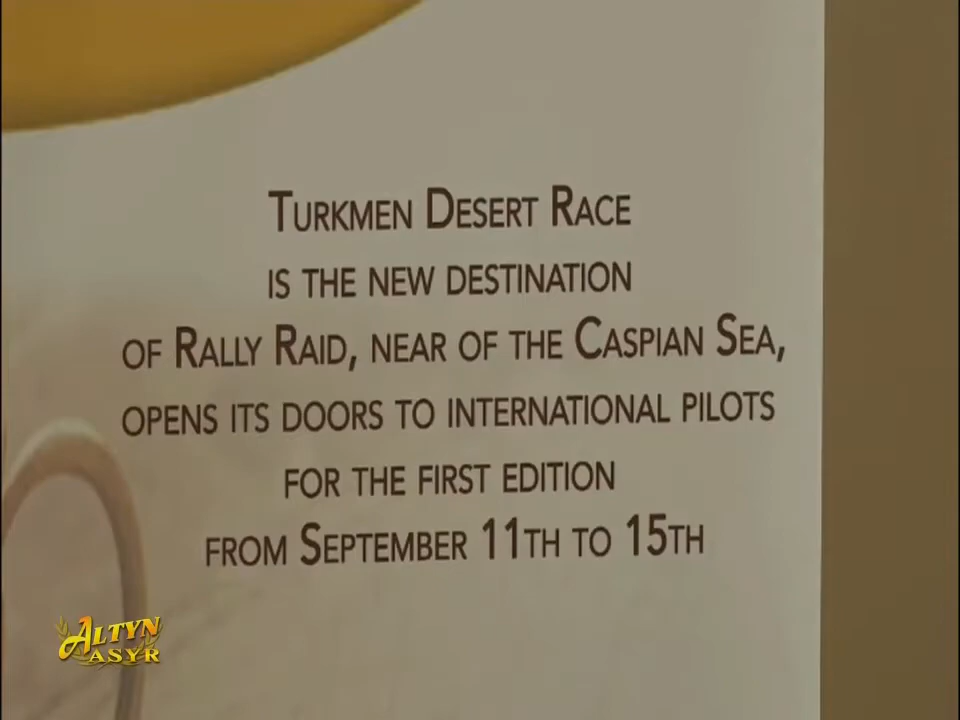 Turkmen Desert Race
is the new destination
of Rally Raid, near of the Caspian Sea,
opens its doors to international pilots
for the first edition
from September 11th to 15th
ALTYN
ASYR